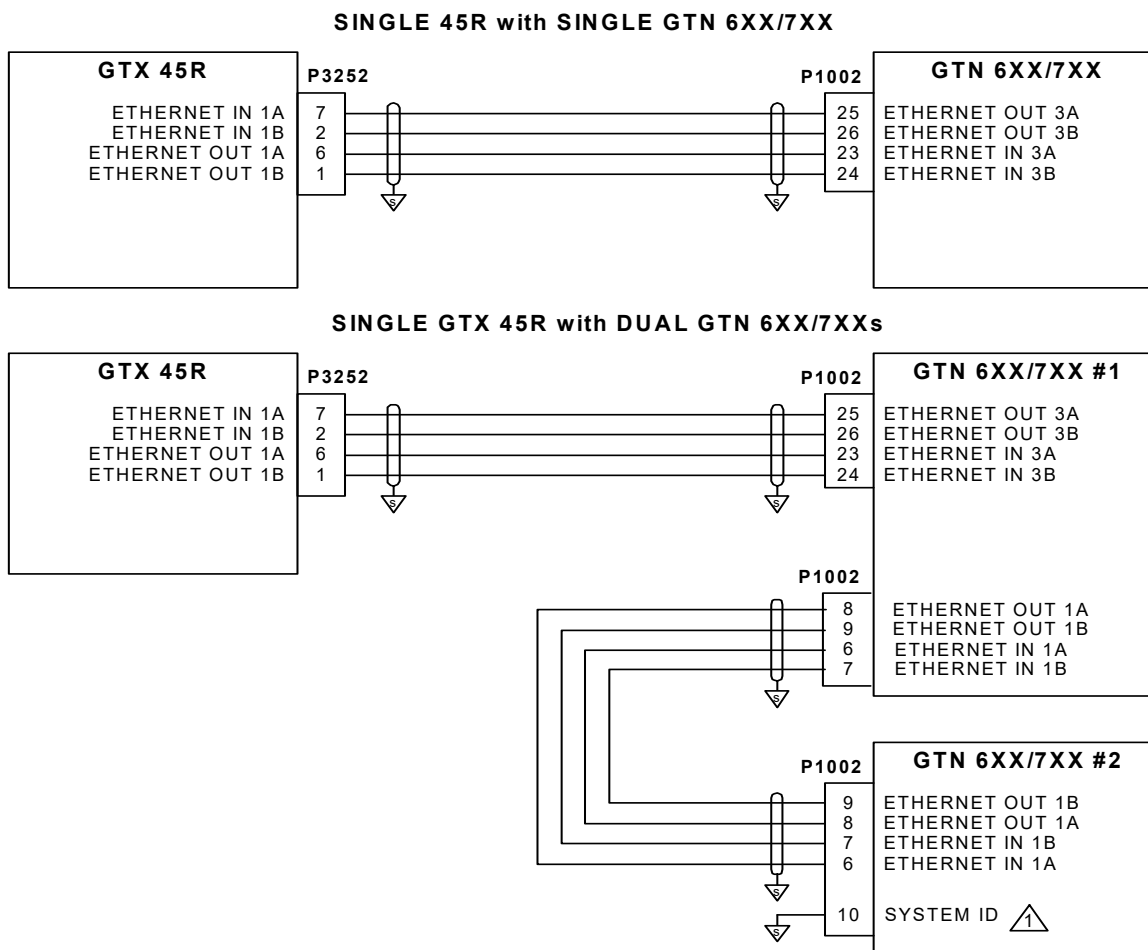 SINGLE 45R with SINGLE GTN 6XX/7XX
GTX 45R
P3252
P1002
GTN 6XX/7XX
ETHERNET IN 1A 7 25 ETHERNET OUT 3A
ETHERNET IN 1B 2 26 ETHERNET OUT 3B
ETHERNET OUT 1A 6 23 ETHERNET IN 3A
ETHERNET OUT 1B 1 24 ETHERNET IN 3B
S S
SINGLE GTX 45R with DUAL GTN 6XX/7XXs
GTX 45R
P3252
P1002
GTN 6XX/7XX #1
ETHERNET IN 1A 7 25 ETHERNET OUT 3A
ETHERNET IN 1B 2 26 ETHERNET OUT 3B
ETHERNET OUT 1A 6 23 ETHERNET IN 3A
ETHERNET OUT 1B 1 24 ETHERNET IN 3B
S S
P1002
8 ETHERNET OUT 1A
9 ETHERNET OUT 1B
6 ETHERNET IN 1A
7 ETHERNET IN 1B
S
P1002
GTN 6XX/7XX #2
9 ETHERNET OUT 1B
8 ETHERNET OUT 1A
7 ETHERNET IN 1B
6 ETHERNET IN 1A
S
10 SYSTEM ID 1
S